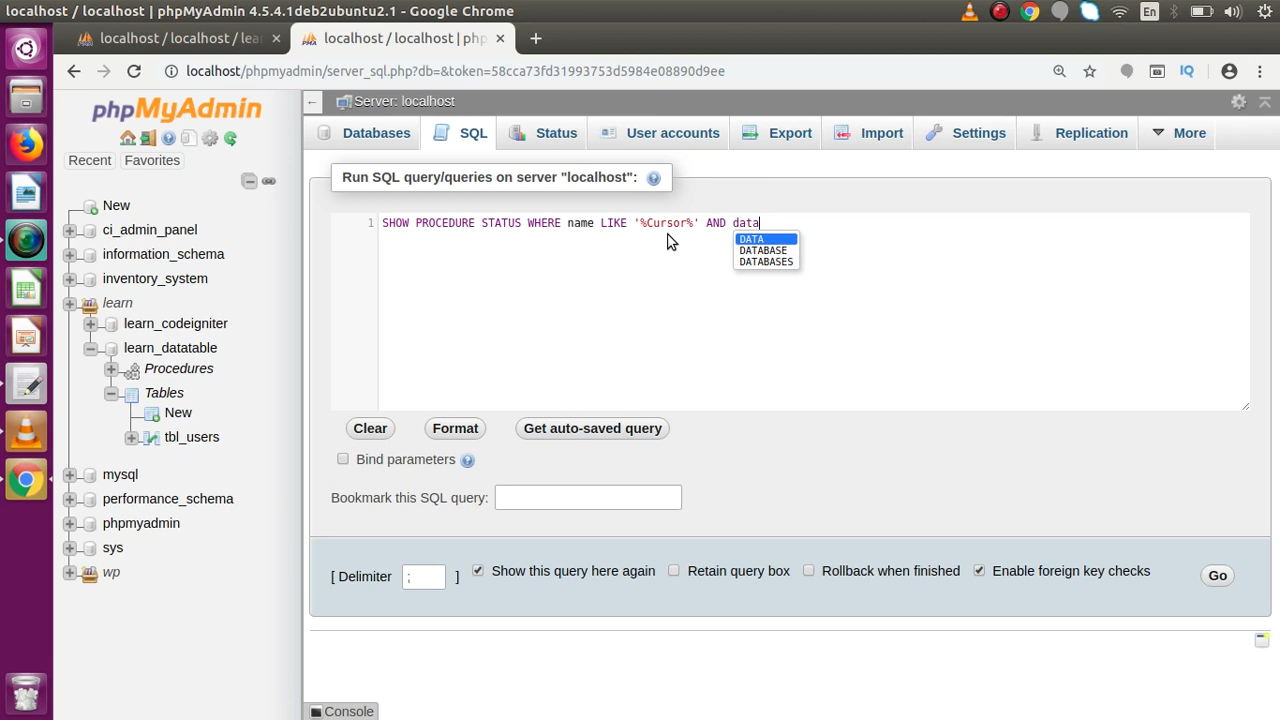 localhost / localhost | phpMyAdmin 4.5.4.1deb2ubuntu2.1 - Google Chrome
En
localhost / localhost / lea
localhost / localhost | php
localhost/phpmyadmin/server_sql.php?db=&token=58cca73fd31993753d5984e08890d9ee
IQ
phpMyAdmin
Recent
Favorites
New
ci_admin_panel
information_schema
inventory_system
learn
learn_codeigniter
learn_datatable
Procedures
Tables
New
tbl_users
mysql
performance_schema
phpmyadmin
sys
wp
Server: localhost
Databases
SQL
Status
User accounts
Export
Import
Settings
Replication
More
Run SQL query/queries on server "localhost":
1 SHOW PROCEDURE STATUS WHERE name LIKE '%Cursor%' AND data
DATA
DATABASE
DATABASES
Clear
Format
Get auto-saved query
Bind parameters
Bookmark this SQL query:
[ Delimiter ; ]
Show this query here again
Retain query box
Rollback when finished
Enable foreign key checks
Go
Console